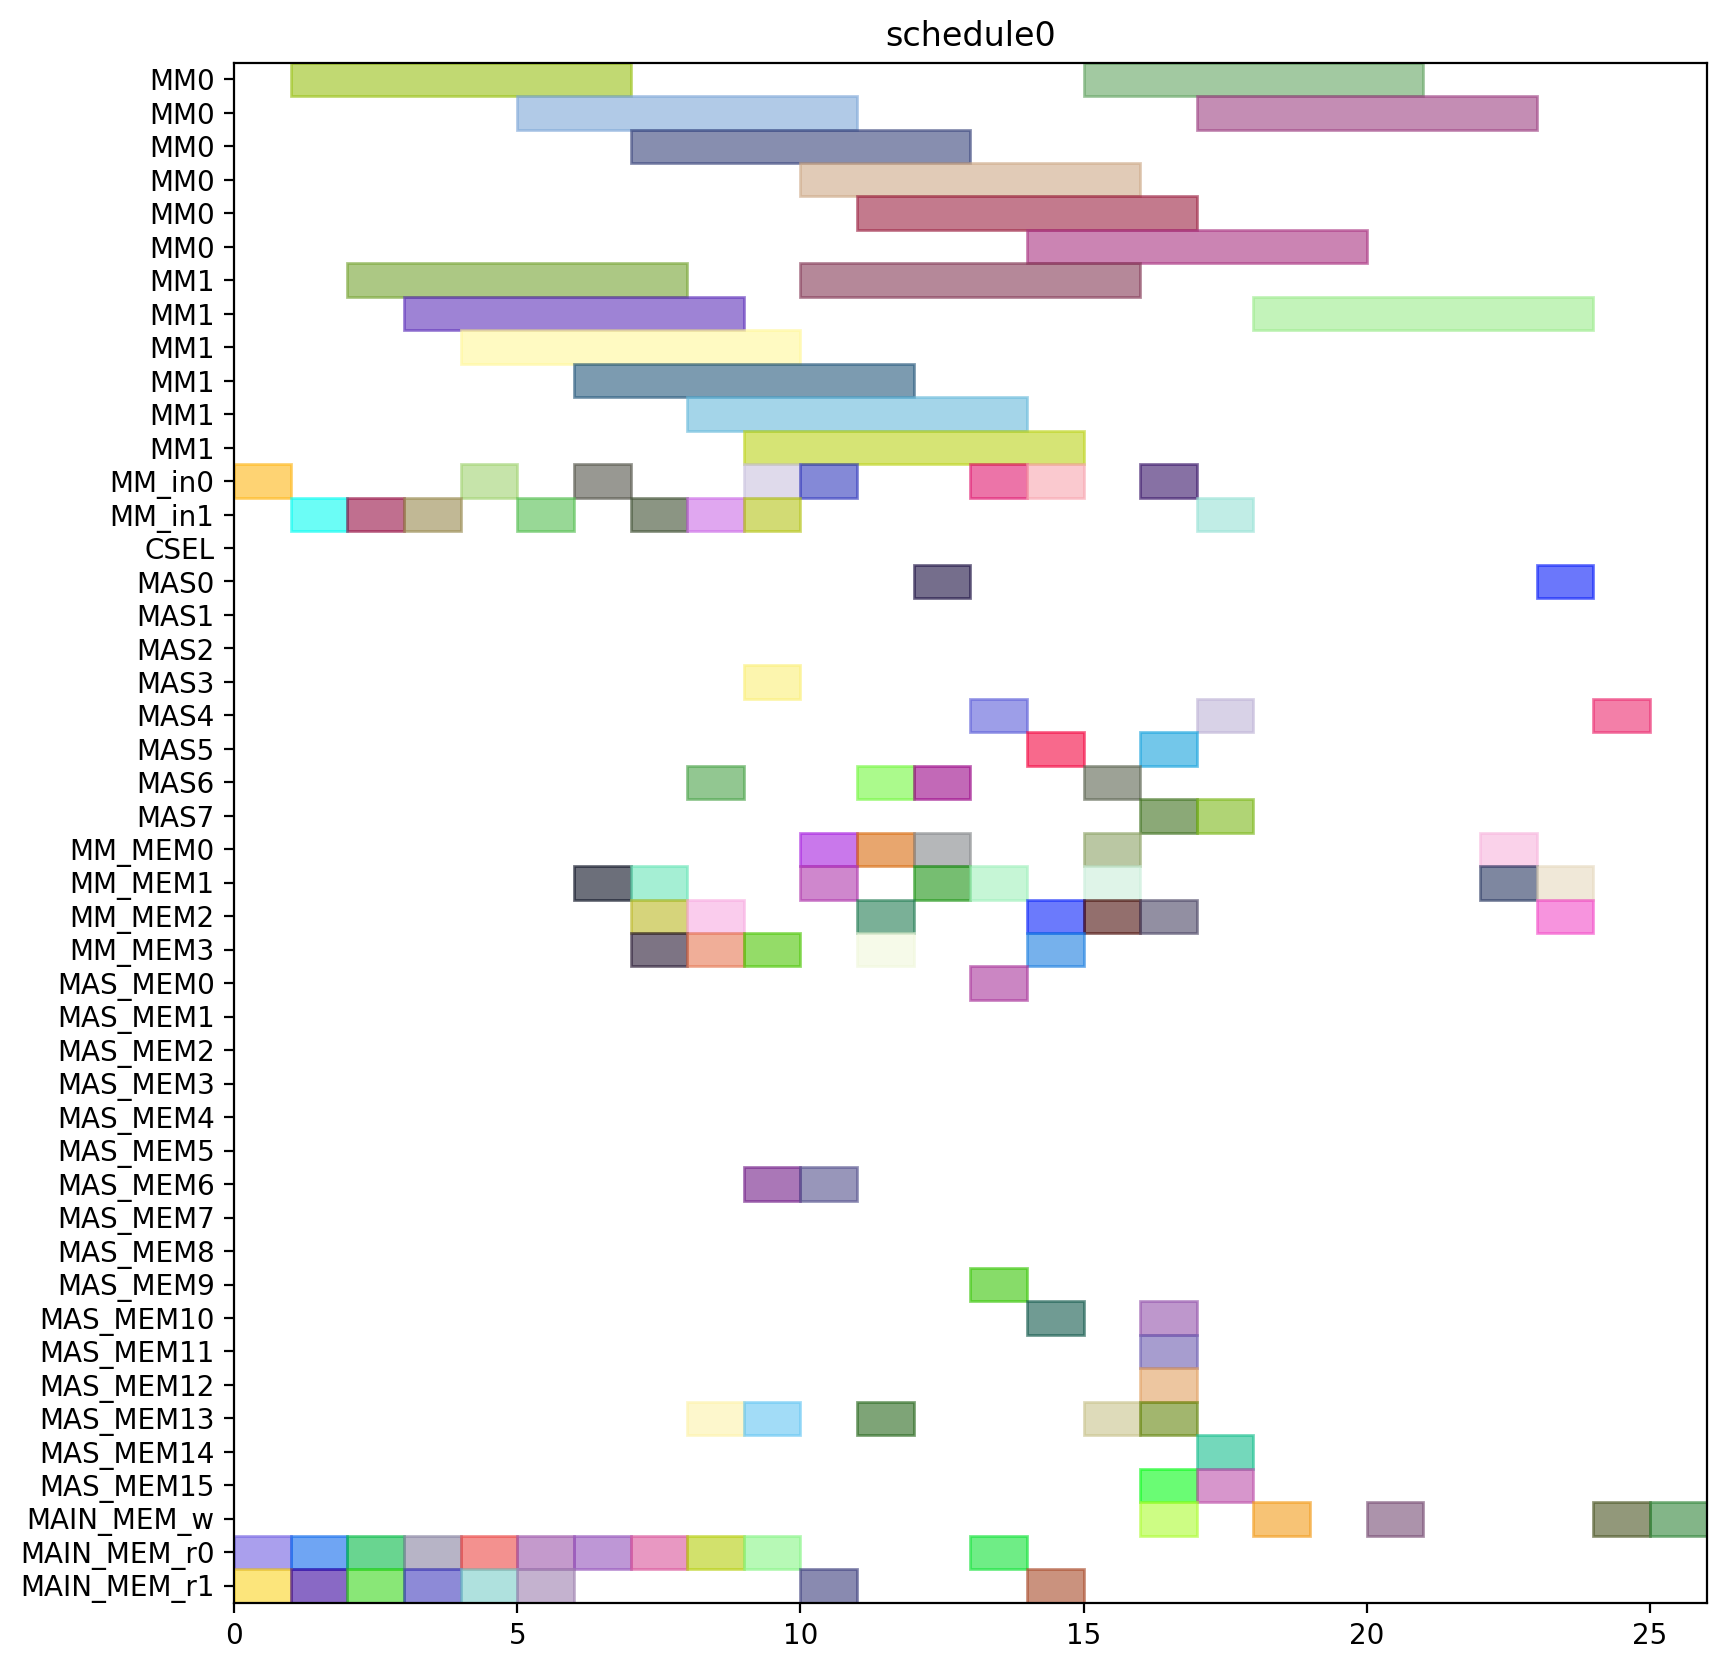 schedule0
MM0
MM0
MM0
MM0
MM0
MM0
MM1
MM1
MM1
MM1
MM1
MM1
MM_in0
MM_in1
CSEL
MAS0
MAS1
MAS2
MAS3
MAS4
MAS5
MAS6
MAS7
MM_MEM0
MM_MEM1
MM_MEM2
MM_MEM3
MAS_MEM0
MAS_MEM1
MAS_MEM2
MAS_MEM3
MAS_MEM4
MAS_MEM5
MAS_MEM6
MAS_MEM7
MAS_MEM8
MAS_MEM9
MAS_MEM10
MAS_MEM11
MAS_MEM12
MAS_MEM13
MAS_MEM14
MAS_MEM15
MAIN_MEM_w
MAIN_MEM_r0
MAIN_MEM_r1
0 5 10 15 20 25